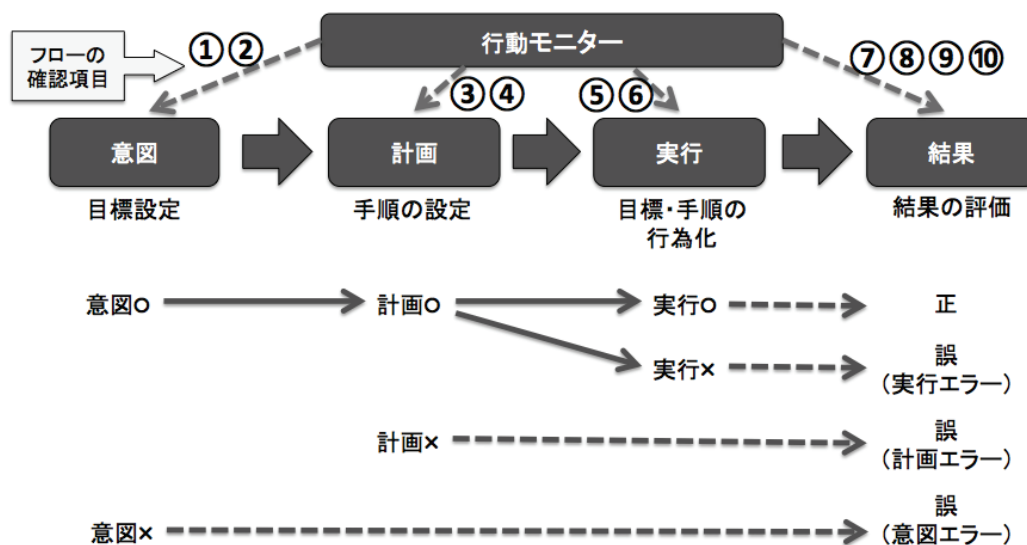 行動モニター
フローの
確認項目
①②
③④
⑤⑥
⑦⑧⑨⑩
意図
計画
実行
結果
目標設定
手順の設定
目標・手順の
行為化
結果の評価
意図○
計画○
実行○
正
実行×
誤
(実行エラー)
計画×
誤
(計画エラー)
意図×
誤
(意図エラー)